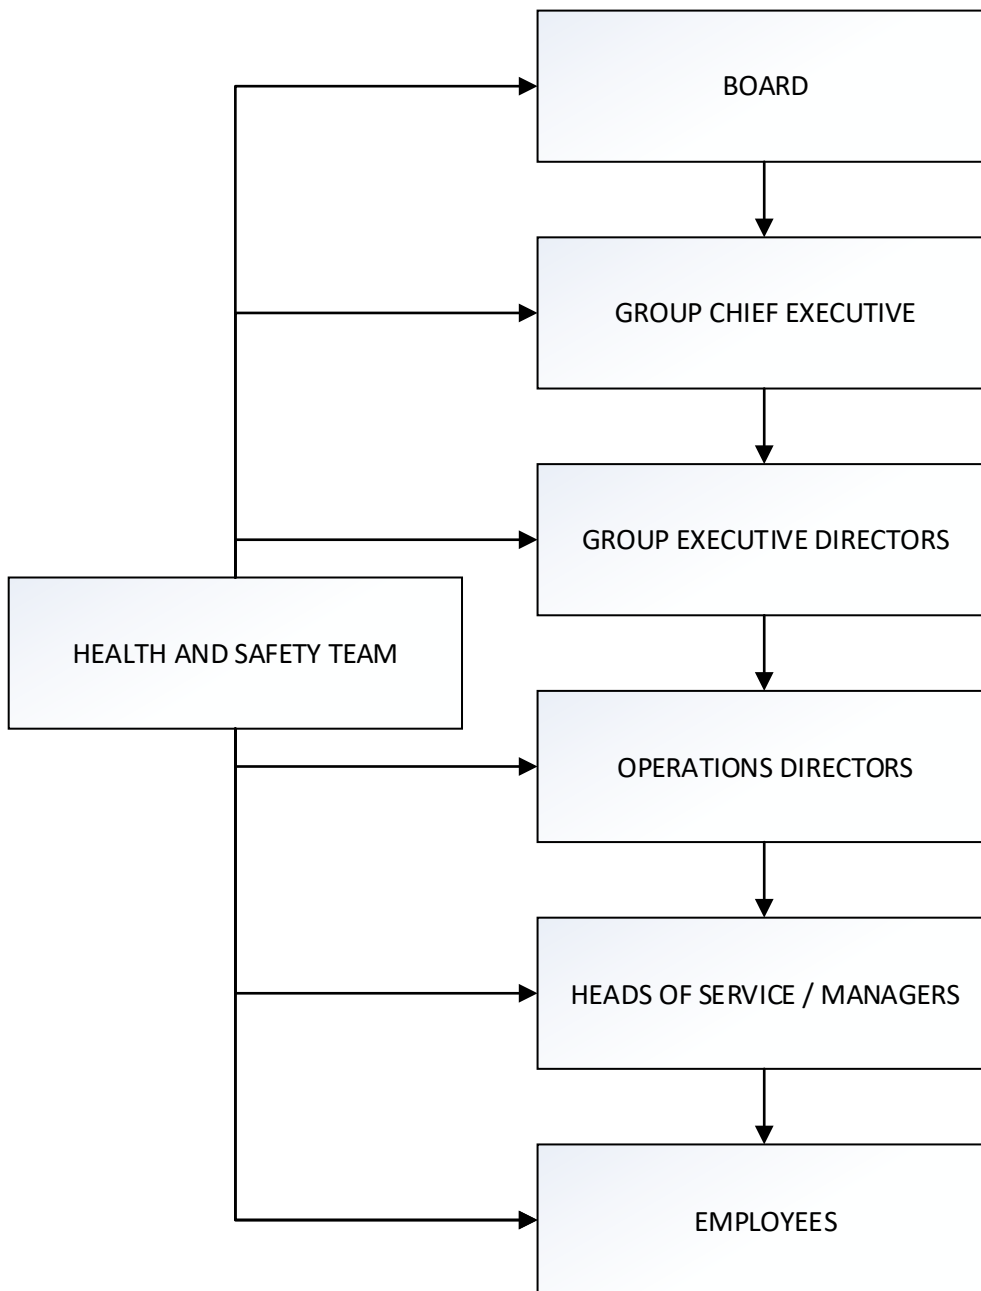 BOARD
GROUP CHIEF EXECUTIVE
GROUP EXECUTIVE DIRECTORS
HEALTH AND SAFETY TEAM
OPERATIONS DIRECTORS
HEADS OF SERVICE / MANAGERS
EMPLOYEES